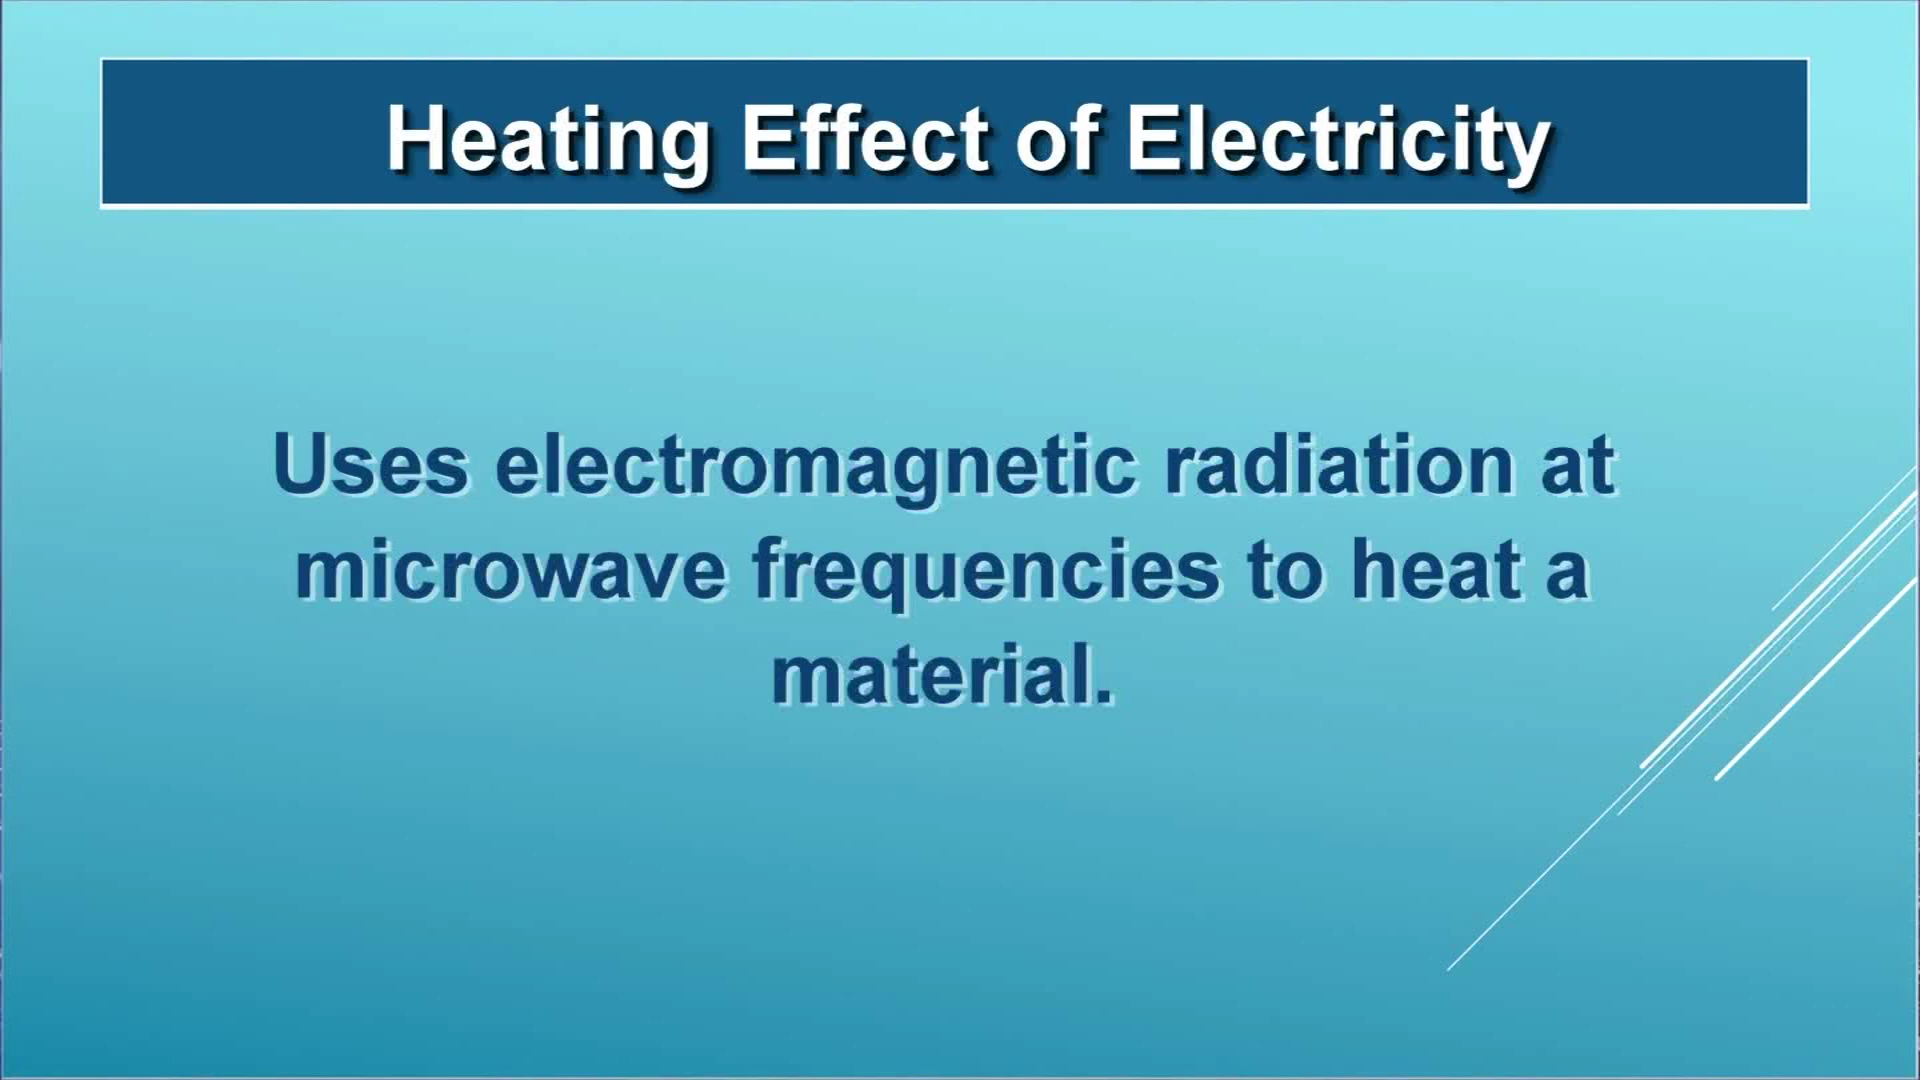 Heating Effect of Electricity
Uses electromagnetic radiation at
microwave frequencies to heat a
material.